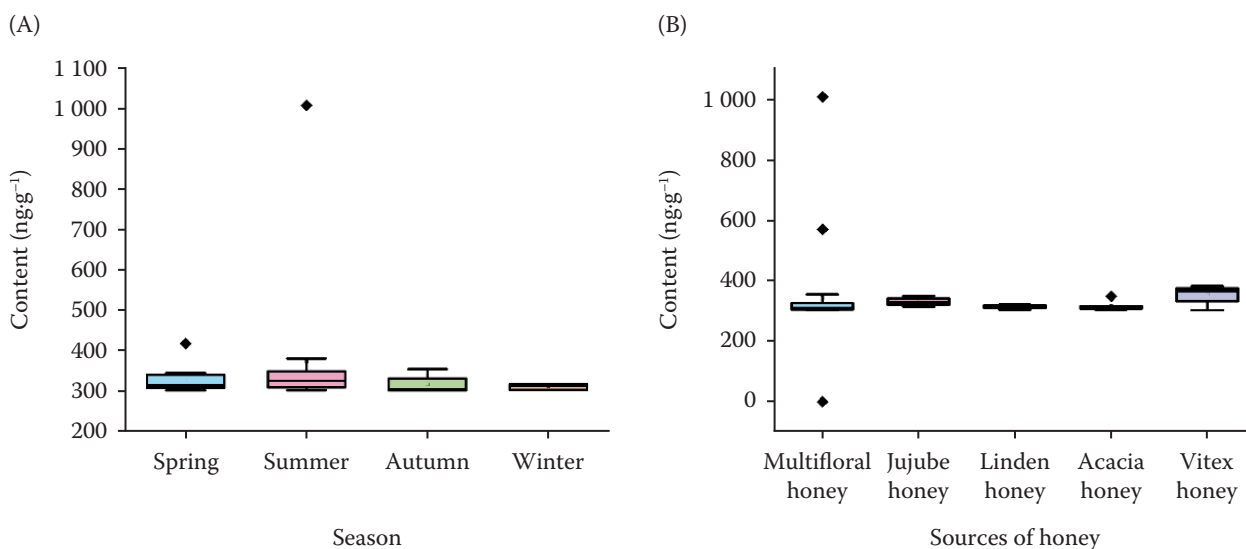 (A)
Content (ng·g⁻¹)
1 100
1 000
900
800
700
600
500
400
300
200
Spring Summer Autumn Winter
Season
(B)
Content (ng·g⁻¹)
1 000
800
600
400
200
0
Multifloral honey
Jujube honey
Linden honey
Acacia honey
Vitex honey
Sources of honey